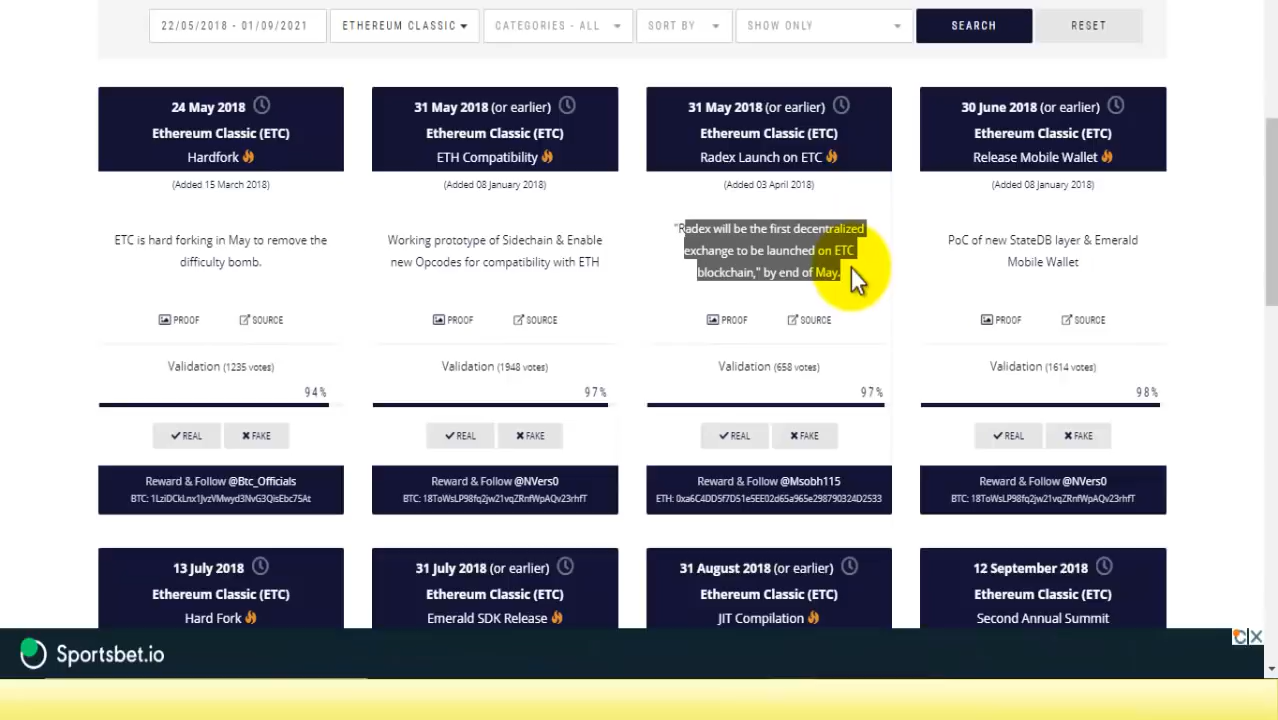 22/05/2018 - 01/09/2021 ETHEREUM CLASSIC CATEGORIES - ALL SORT BY SHOW ONLY SEARCH RESET
24 May 2018
Ethereum Classic (ETC)
Hardfork
(Added 15 March 2018)
ETC is hard forking in May to remove the
difficulty bomb.
PROOF SOURCE
Validation (1235 votes)
94%
REAL FAKE
Reward & Follow @Btc_Officials
BTC: 1LziDCkLnx1JvzVMwyd3NvG3QisEbc75At
31 May 2018 (or earlier)
Ethereum Classic (ETC)
ETH Compatibility
(Added 08 January 2018)
Working prototype of Sidechain & Enable
new Opcodes for compatibility with ETH
PROOF SOURCE
Validation (1948 votes)
97%
REAL FAKE
Reward & Follow @NVers0
BTC: 18ToWsLP98fq2jw21vqZRnfWpAQv23rhfT
31 May 2018 (or earlier)
Ethereum Classic (ETC)
Radex Launch on ETC
(Added 03 April 2018)
"Radex will be the first decentralized
exchange to be launched on ETC
blockchain," by end of May.
PROOF SOURCE
Validation (658 votes)
97%
REAL FAKE
Reward & Follow @Msobh115
ETH: 0xa6C4DD5f7D51e5EE02d65a965e298790324D2533
30 June 2018 (or earlier)
Ethereum Classic (ETC)
Release Mobile Wallet
(Added 08 January 2018)
PoC of new StateDB layer & Emerald
Mobile Wallet
PROOF SOURCE
Validation (1614 votes)
98%
REAL FAKE
Reward & Follow @NVers0
BTC: 18ToWsLP98fq2jw21vqZRnfWpAQv23rhfT
13 July 2018
Ethereum Classic (ETC)
Hard Fork
31 July 2018 (or earlier)
Ethereum Classic (ETC)
Emerald SDK Release
31 August 2018 (or earlier)
Ethereum Classic (ETC)
JIT Compilation
12 September 2018
Ethereum Classic (ETC)
Second Annual Summit
Sportsbet.io